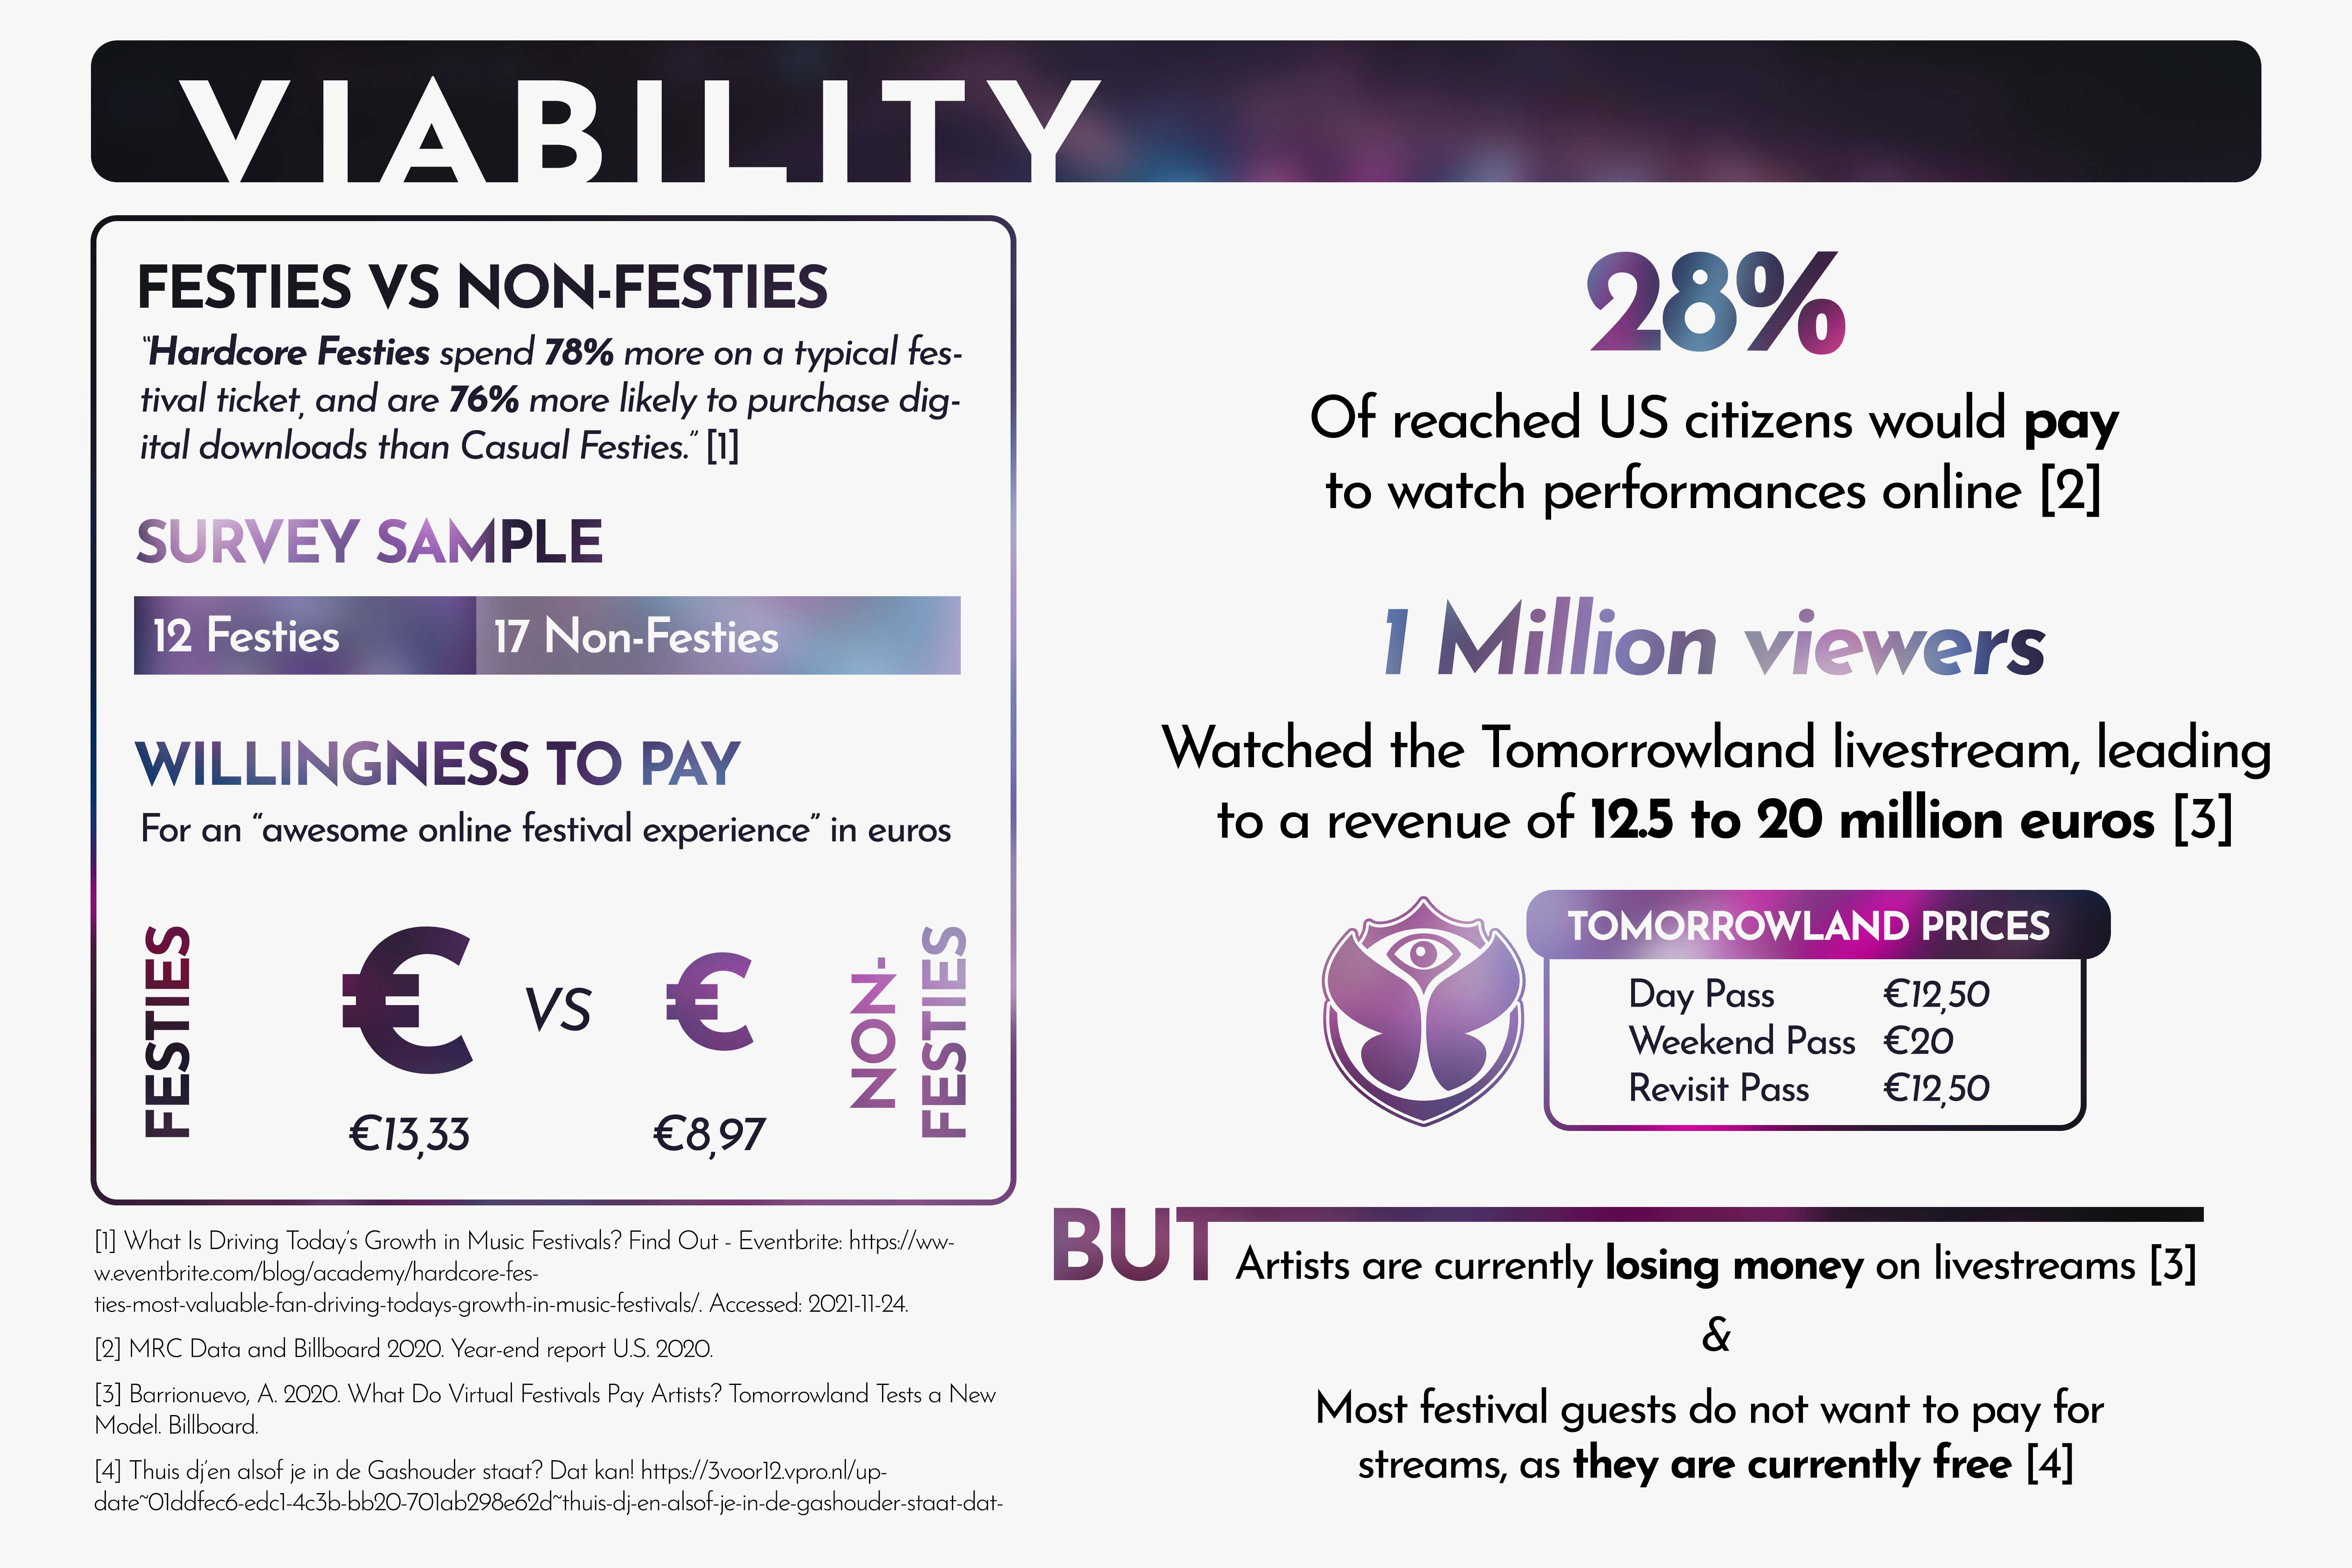 VIABILITY
FESTIES VS NON-FESTIES
“Hardcore Festies spend 78% more on a typical fes-
tival ticket, and are 76% more likely to purchase dig-
ital downloads than Casual Festies.” [1]
SURVEY SAMPLE
12 Festies
17 Non-Festies
WILLINGNESS TO PAY
For an “awesome online festival experience” in euros
FESTIES
€
VS
€
NON-
FESTIES
€13,33
€8,97
[1] What Is Driving Today’s Growth in Music Festivals? Find Out - Eventbrite: https://ww-
w.eventbrite.com/blog/academy/hardcore-fes-
ties-most-valuable-fan-driving-todays-growth-in-music-festivals/. Accessed: 2021-11-24.
[2] MRC Data and Billboard 2020. Year-end report U.S. 2020.
[3] Barrionuevo, A. 2020. What Do Virtual Festivals Pay Artists? Tomorrowland Tests a New
Model. Billboard.
[4] Thuis dj’en alsof je in de Gashouder staat? Dat kan! https://3voor12.vpro.nl/up-
date~01ddfec6-edc1-4c3b-bb20-701ab298e62d~thuis-dj-en-alsof-je-in-de-gashouder-staat-dat-
28%
Of reached US citizens would pay
to watch performances online [2]
1 Million viewers
Watched the Tomorrowland livestream, leading
to a revenue of 12.5 to 20 million euros [3]
TOMORROWLAND PRICES
Day Pass €12,50
Weekend Pass €20
Revisit Pass €12,50
BUT Artists are currently losing money on livestreams [3]
&
Most festival guests do not want to pay for
streams, as they are currently free [4]